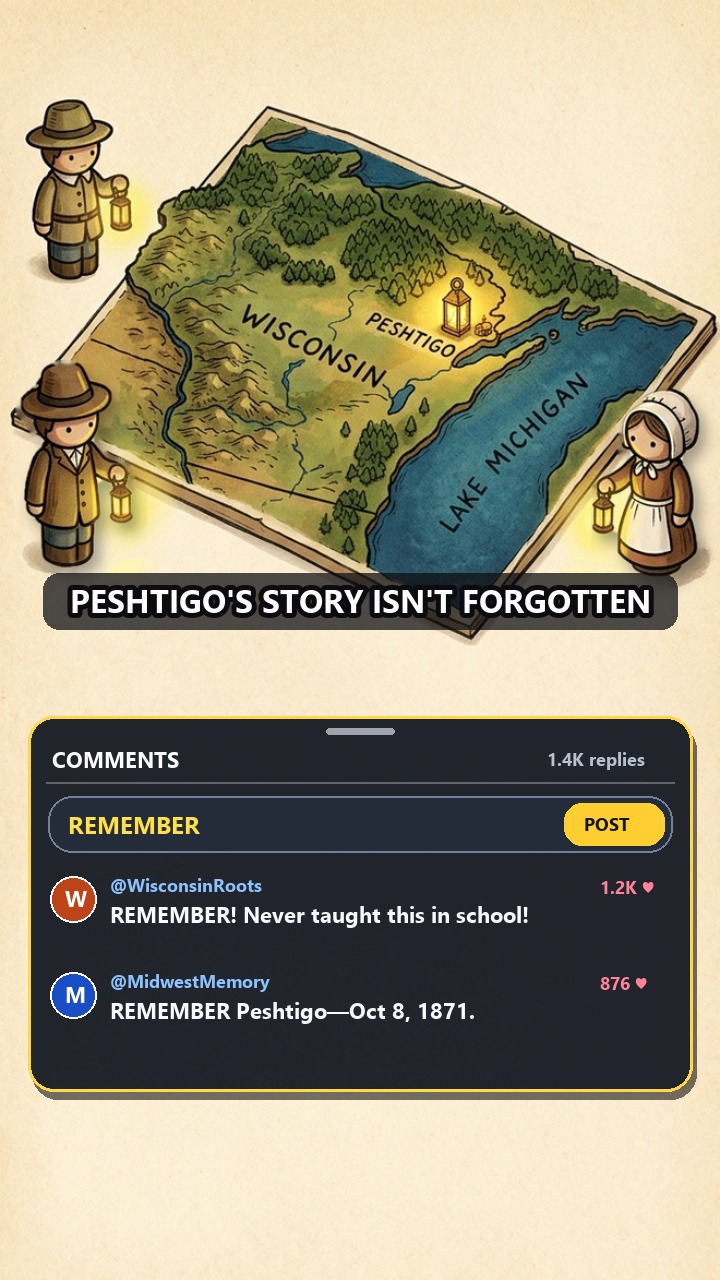 WISCONSIN
PESHTIGO
LAKE MICHIGAN
PESHTIGO'S STORY ISN'T FORGOTTEN
COMMENTS
1.4K replies
REMEMBER
POST
W
@WisconsinRoots
1.2K ♥
REMEMBER! Never taught this in school!
M
@MidwestMemory
876 ♥
REMEMBER Peshtigo—Oct 8, 1871.